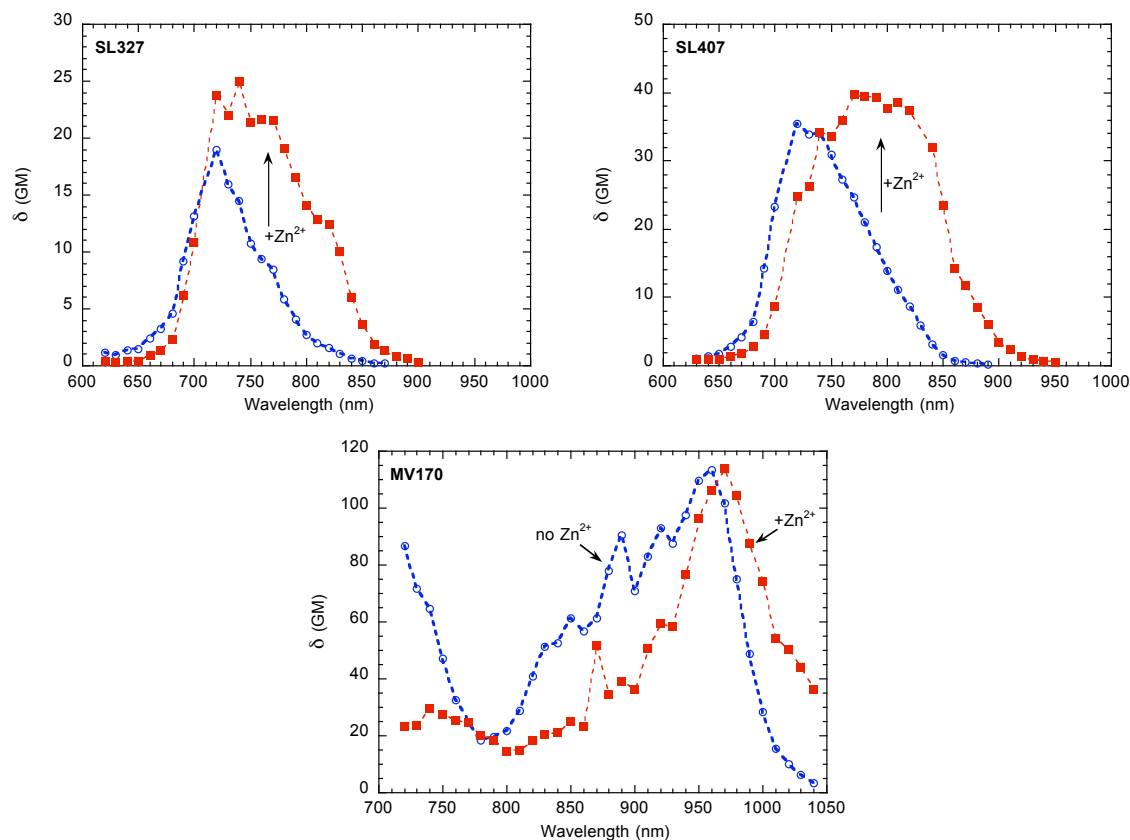 SL327
δ (GM)
30
25
20
15
10
5
0
+Zn²⁺
600 650 700 750 800 850 900 950 1000
Wavelength (nm)
SL407
δ (GM)
50
40
30
20
10
0
+Zn²⁺
600 650 700 750 800 850 900 950 1000
Wavelength (nm)
MV170
δ (GM)
120
100
80
60
40
20
0
no Zn²⁺
+Zn²⁺
700 750 800 850 900 950 1000 1050
Wavelength (nm)